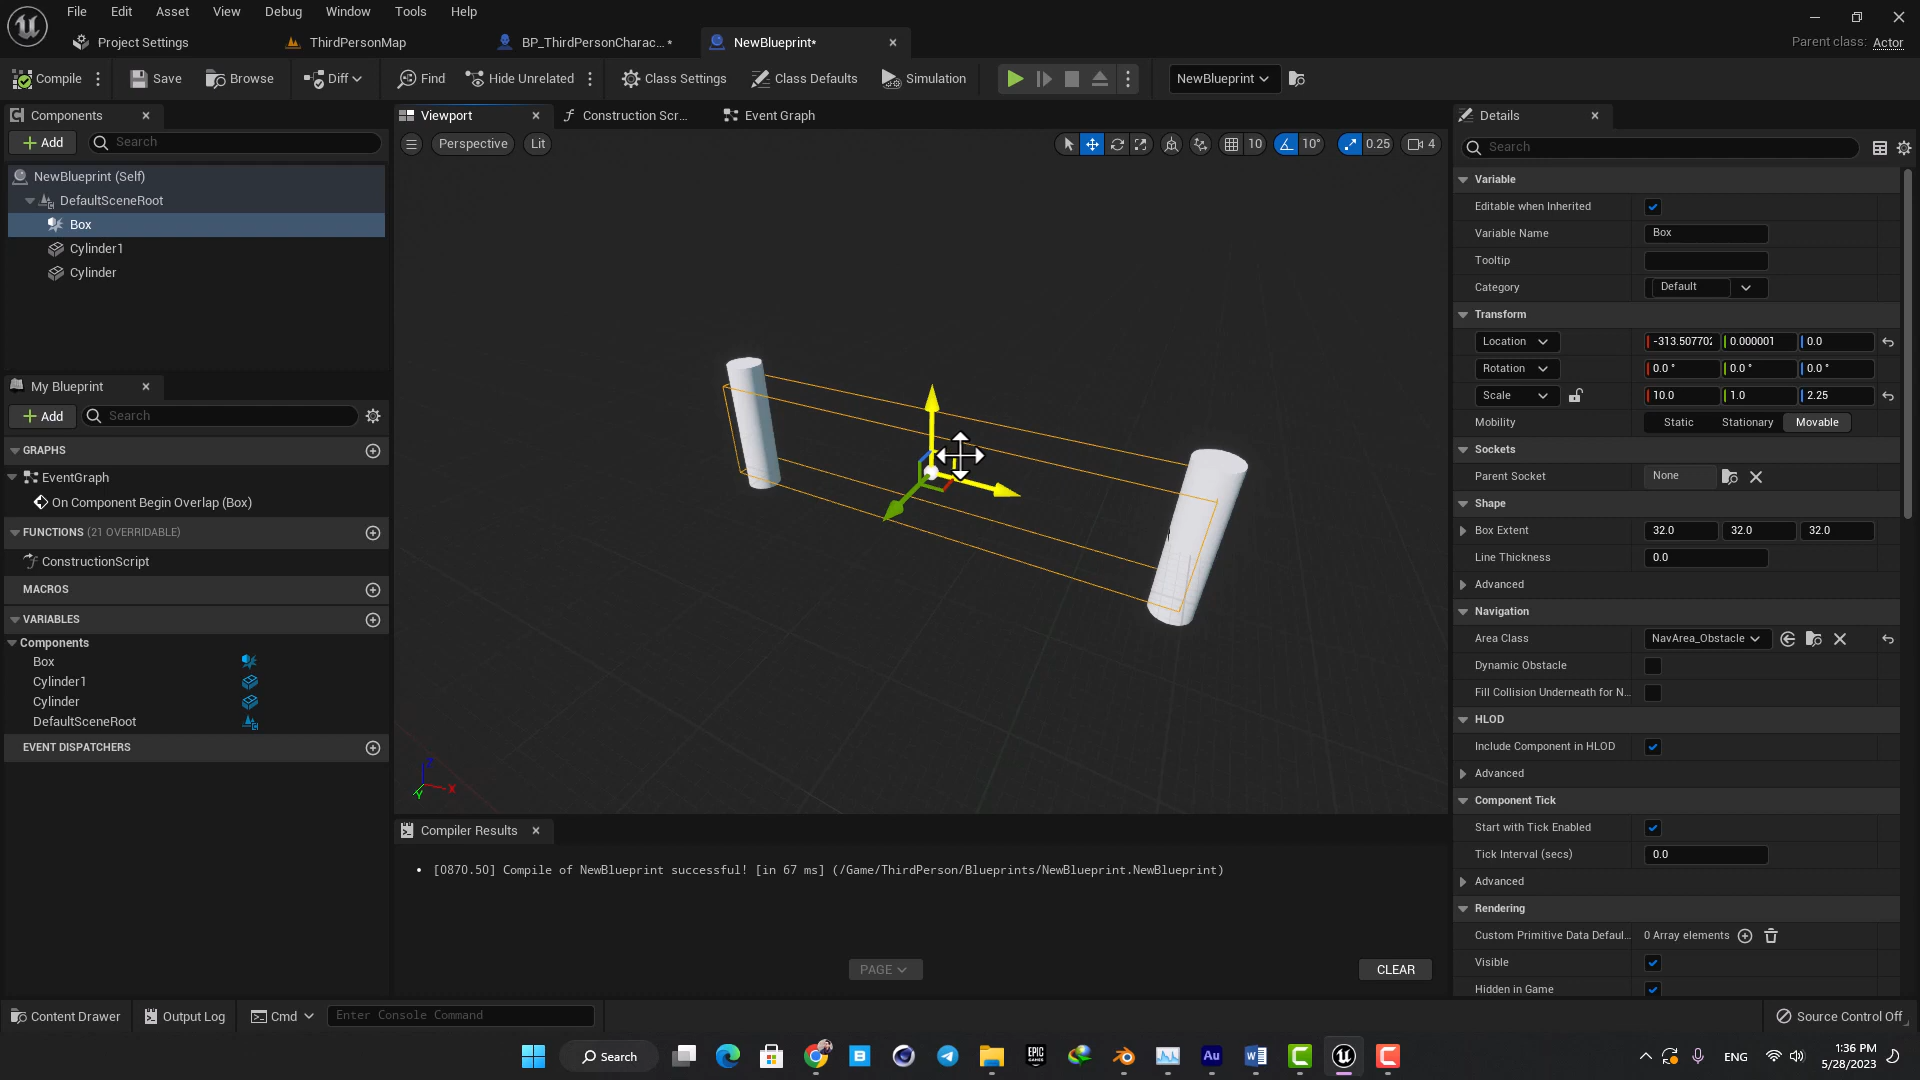 File Edit Asset View Debug Window Tools Help
Project Settings ThirdPersonMap BP_ThirdPersonCharac...* NewBlueprint*
Parent class: Actor
Compile Save Browse Diff Find Hide Unrelated Class Settings Class Defaults Simulation NewBlueprint
Components
Add Search
NewBlueprint (Self)
DefaultSceneRoot
Box
Cylinder1
Cylinder
My Blueprint
Add Search
GRAPHS
EventGraph
On Component Begin Overlap (Box)
FUNCTIONS (21 OVERRIDABLE)
ConstructionScript
MACROS
VARIABLES
Components
Box
Cylinder1
Cylinder
DefaultSceneRoot
EVENT DISPATCHERS
Viewport Construction Scr... Event Graph
Perspective Lit 10 10° 0.25 4
Z
X
Y
Compiler Results
[0870.50] Compile of NewBlueprint successful! [in 67 ms] (/Game/ThirdPerson/Blueprints/NewBlueprint.NewBlueprint)
PAGE CLEAR
Details
Search
Variable
Editable when Inherited
Variable Name Box
Tooltip
Category Default
Transform
Location -313.507702 0.000001 0.0
Rotation 0.0 ° 0.0 ° 0.0 °
Scale 10.0 1.0 2.25
Mobility Static Stationary Movable
Sockets
Parent Socket None
Shape
Box Extent 32.0 32.0 32.0
Line Thickness 0.0
Advanced
Navigation
Area Class NavArea_Obstacle
Dynamic Obstacle
Fill Collision Underneath for N...
HLOD
Include Component in HLOD
Advanced
Component Tick
Start with Tick Enabled
Tick Interval (secs) 0.0
Advanced
Rendering
Custom Primitive Data Defaul... 0 Array elements
Visible
Hidden in Game
Content Drawer Output Log Cmd Enter Console Command Source Control Off
Search B EPIC GAMES Au W C C ENG 1:36 PM
5/28/2023